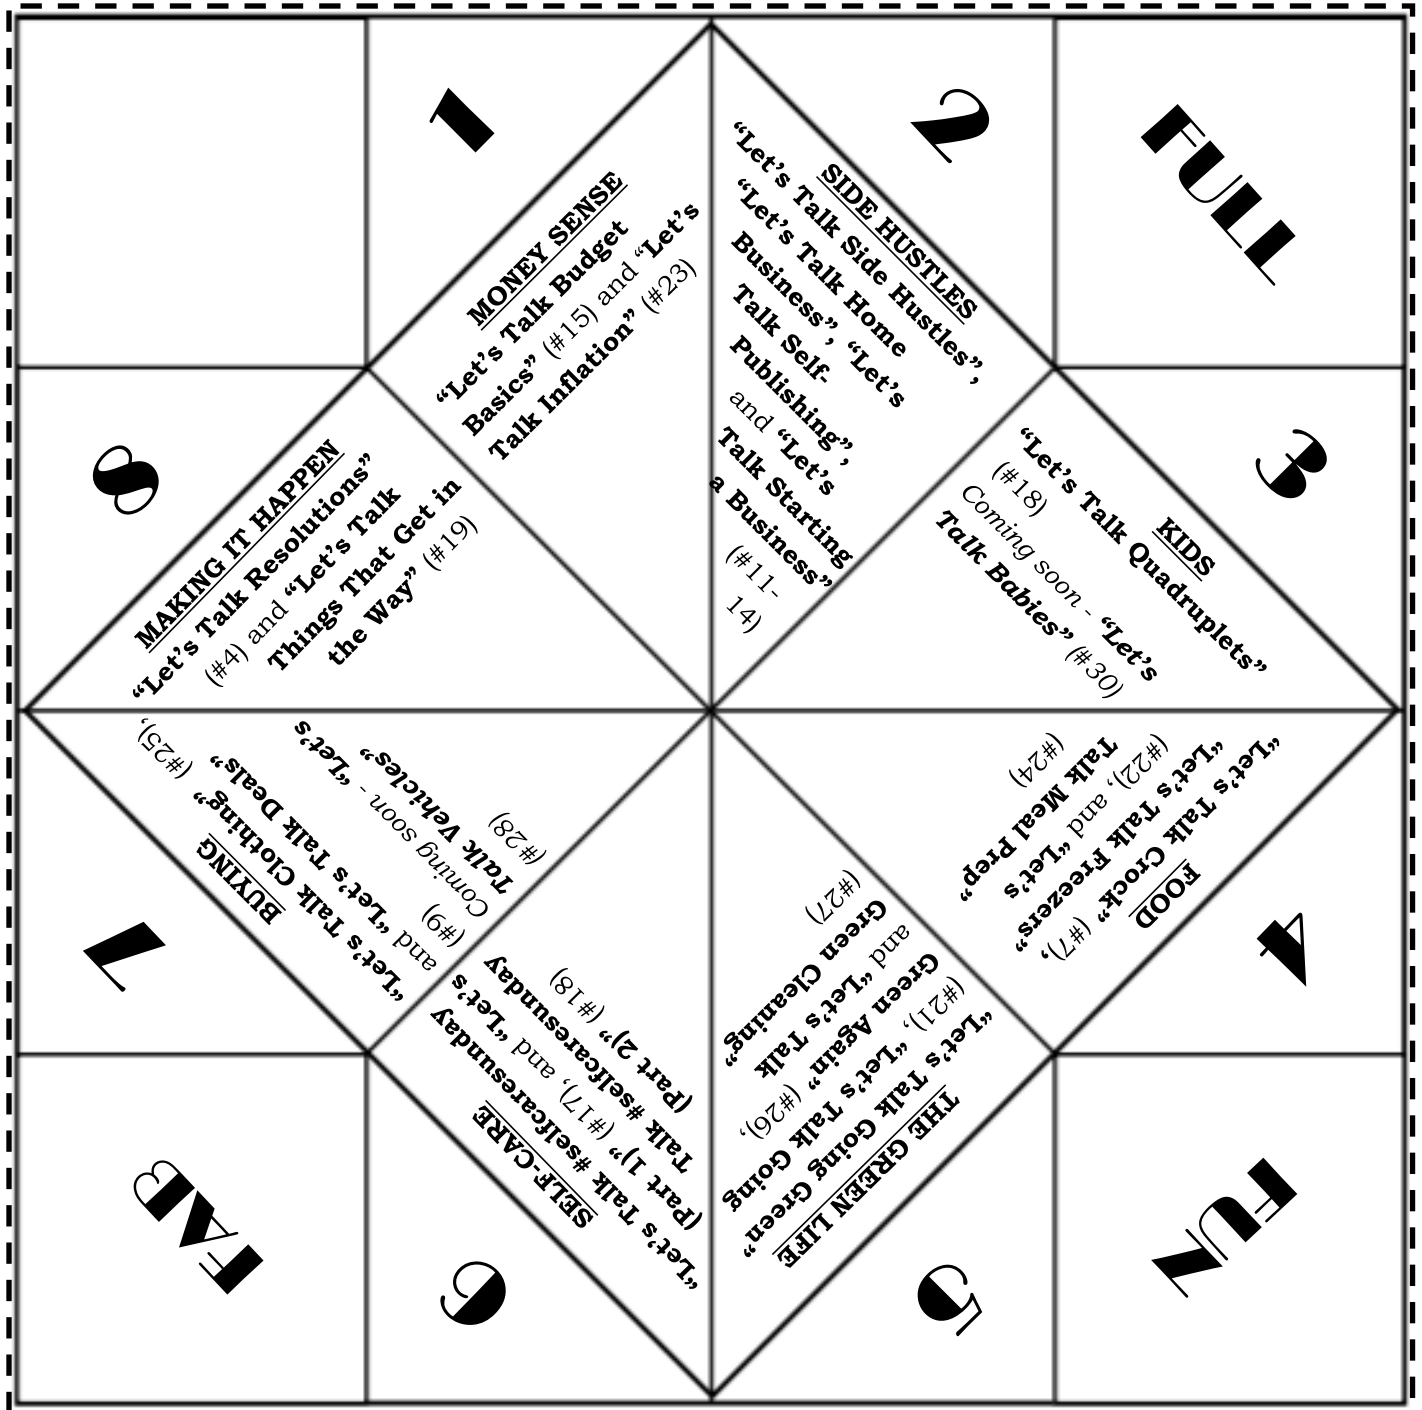 1
2
FULL
MONEY SENSE
“Let’s Talk Budget
Basics” (#15) and “Let’s
Talk Inflation” (#23)
SIDE HUSTLES
“Let’s Talk Side Hustles”,
“Let’s Talk Home
Business”, “Let’s
Talk Self-
Publishing”,
and “Let’s
Talk Starting
a Business”
(#11-
14)
3
KIDS
“Let’s Talk Quadruplets”
(#18)
Coming soon - “Let’s
Talk Babies” (#30)
4
FOOD
“Let’s Talk Crock” (#7),
“Let’s Talk Freezers”
(#22), and “Let’s
Talk Meal Prep”
(#24)
FUN
5
THE GREEN LIFE
“Let’s Talk Going Green”
(#21), “Let’s Talk Going
Green Again” (#26),
and “Let’s Talk
Green Cleaning”
(#27)
6
SELF-CARE
“Let’s Talk #selfcaresunday
(Part 1)” (#17), and “Let’s
Talk #selfcaresunday
(Part 2)” (#18)
FAB
7
BUYING
“Let’s Talk Clothing” (#25),
and “Let’s Talk Deals”
(#9)
Coming soon - “Let’s
Talk Vehicles”
(#28)
8
MAKING IT HAPPEN
“Let’s Talk Resolutions”
(#4) and “Let’s Talk
Things That Get in
the Way” (#19)